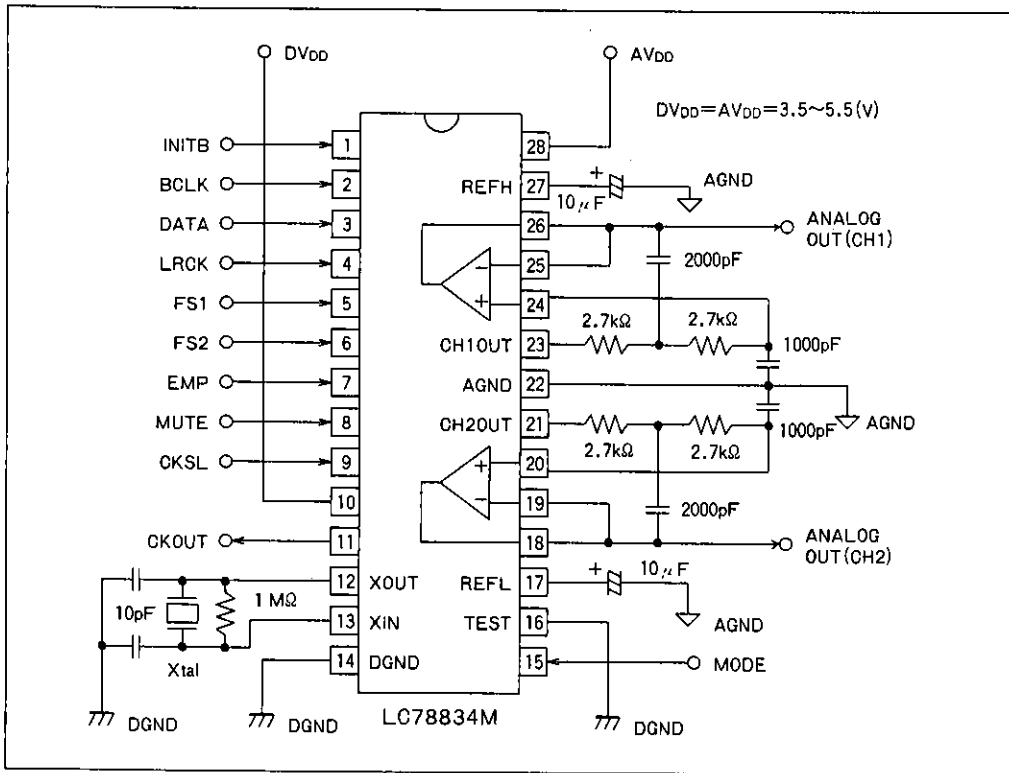 DVDD
AVDD
DVDD=AVDD=3.5~5.5(V)
INITB
1
28
BCLK
2
REFH
27
+
10μF
AGND
DATA
3
26
ANALOG
OUT(CH1)
LRCK
4
−
25
2000pF
FS1
5
+
24
2.7kΩ
2.7kΩ
FS2
6
CH1OUT
23
1000pF
EMP
7
AGND
22
AGND
MUTE
8
CH2OUT
21
1000pF
2.7kΩ
2.7kΩ
CKSL
9
+
20
10
−
19
2000pF
CKOUT
11
18
ANALOG
OUT(CH2)
12
XOUT
REFL
17
+
10μF
10pF
1MΩ
13
XIN
TEST
16
AGND
Xtal
14
DGND
15
MODE
DGND
DGND
LC78834M
DGND